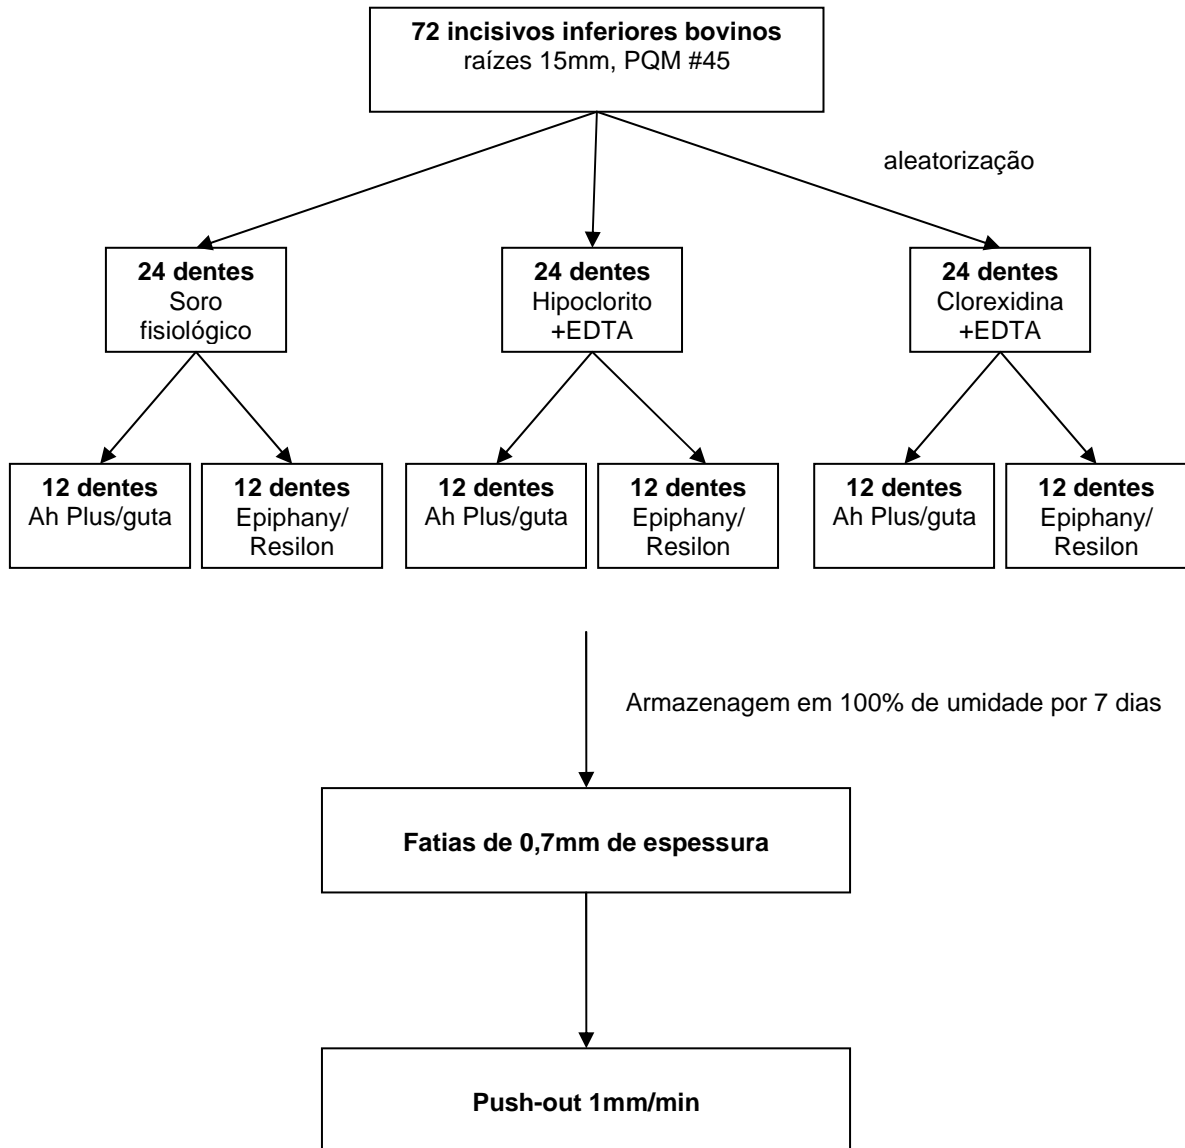 72 incisivos inferiores bovinos
raízes 15mm, PQM #45
aleatorização
24 dentes
Soro
fisiológico
24 dentes
Hipoclorito
+EDTA
24 dentes
Clorexidina
+EDTA
12 dentes
Ah Plus/guta
12 dentes
Epiphany/
Resilon
12 dentes
Ah Plus/guta
12 dentes
Epiphany/
Resilon
12 dentes
Ah Plus/guta
12 dentes
Epiphany/
Resilon
Armazenagem em 100% de umidade por 7 dias
Fatias de 0,7mm de espessura
Push-out 1mm/min